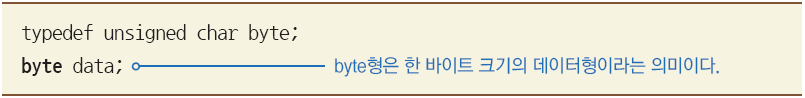 typedef unsigned char byte;
byte data; byte형은 한 바이트 크기의 데이터형이라는 의미이다.